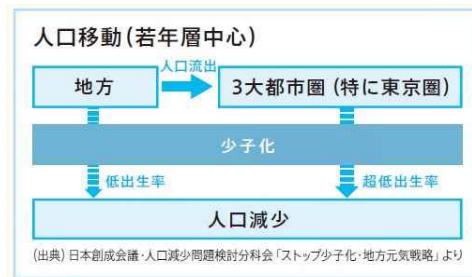 人口移動(若年層中心)
人口流出
地方
3大都市圏(特に東京圏)
少子化
低出生率
超低出生率
人口減少
(出典)日本創成会議・人口減少問題検討分科会「ストップ少子化・地方元気戦略」より